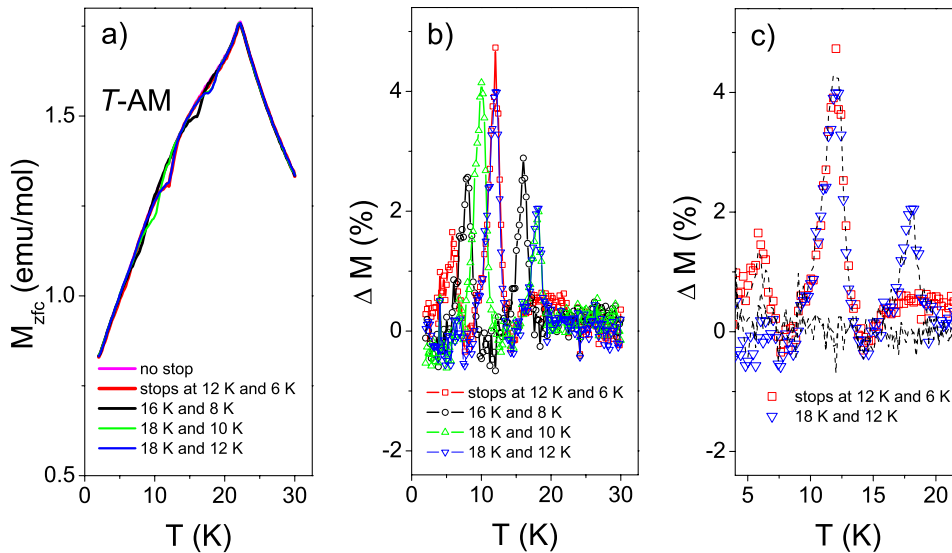 a)
T-AM
M_zfc (emu/mol)
1.5
1.0
0.5
no stop
stops at 12 K and 6 K
16 K and 8 K
18 K and 10 K
18 K and 12 K
0 10 20 30
T (K)
b)
Δ M (%)
4
2
0
-2
stops at 12 K and 6 K
16 K and 8 K
18 K and 10 K
18 K and 12 K
0 5 10 15 20 25 30
T (K)
c)
Δ M (%)
4
2
0
-2
stops at 12 K and 6 K
18 K and 12 K
5 10 15 20
T (K)